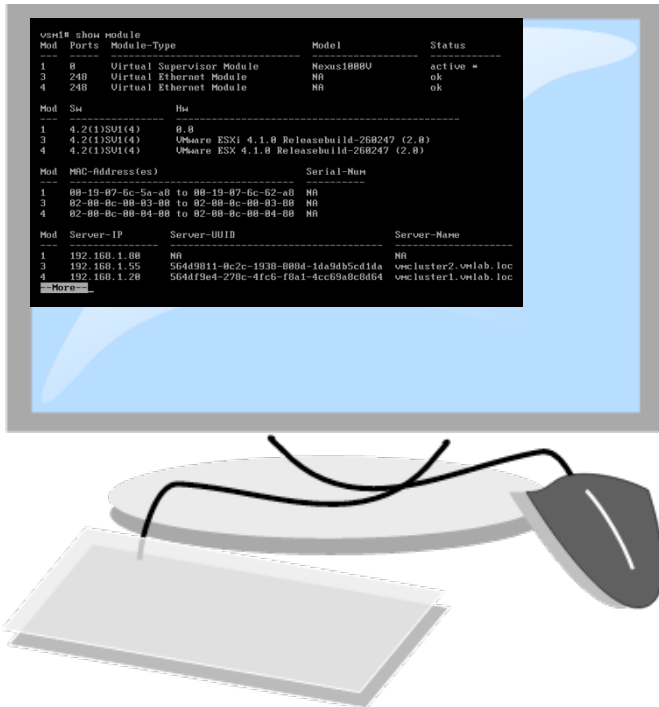 vsm1# show module
Mod  Ports  Module-Type                       Model               Status
---  -----  --------------------------------  ------------------  ------------
1    0      Virtual Supervisor Module         Nexus1000V          active *
3    248    Virtual Ethernet Module           NA                  ok
4    248    Virtual Ethernet Module           NA                  ok
Mod  Sw                Hw
---  ----------------  ------------------------------------------------
1    4.2(1)SV1(4)      0.0
3    4.2(1)SV1(4)      VMware ESXi 4.1.0 Releasebuild-260247 (2.0)
4    4.2(1)SV1(4)      VMware ESX 4.1.0 Releasebuild-260247 (2.0)
Mod  MAC-Address(es)                         Serial-Num
---  --------------------------------------  ----------
1    00-19-07-6c-5a-a8 to 00-19-07-6c-62-a8  NA
3    02-00-0c-00-03-00 to 02-00-0c-00-03-80  NA
4    02-00-0c-00-04-00 to 02-00-0c-00-04-80  NA
Mod  Server-IP        Server-UUID                           Server-Name
---  ---------------  ------------------------------------  --------------------
1    192.168.1.80     NA                                    NA
3    192.168.1.55     564d9811-0c2c-1938-808d-1da9db5cd1da  vmcluster2.vmlab.loc
4    192.168.1.20     564df9e4-278c-4fc6-f8a1-4cc69a8c8d64  vmcluster1.vmlab.loc
--More--